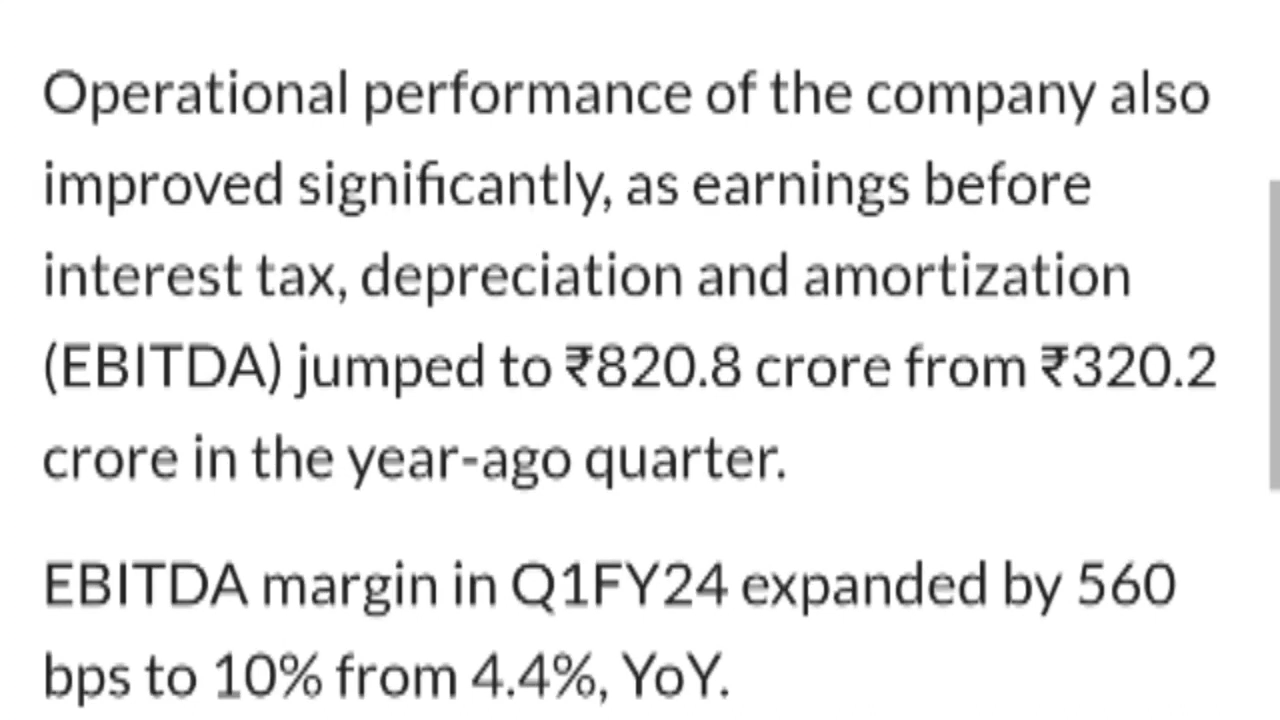 Operational performance of the company also
improved significantly, as earnings before
interest tax, depreciation and amortization
(EBITDA) jumped to ₹820.8 crore from ₹320.2
crore in the year-ago quarter.
EBITDA margin in Q1FY24 expanded by 560
bps to 10% from 4.4%, YoY.